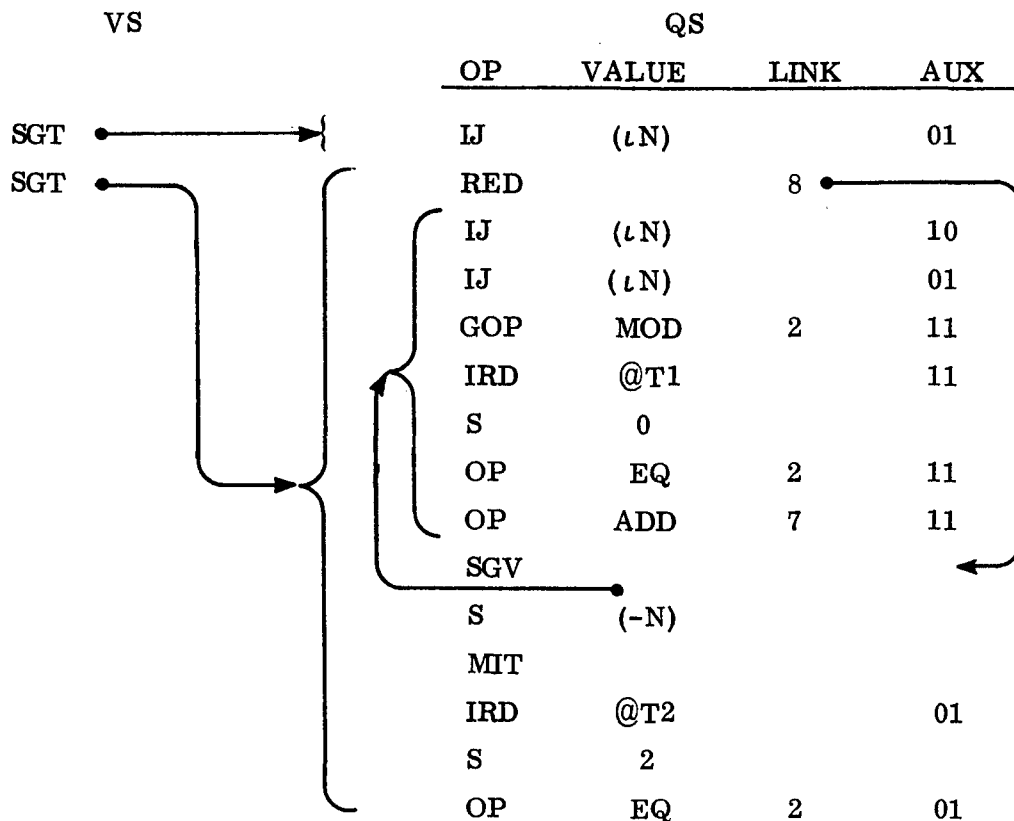 VS QS
OP VALUE LINK AUX
SGT IJ (ιN) 01
SGT RED 8
IJ (ιN) 10
IJ (ιN) 01
GOP MOD 2 11
IRD @T1 11
S 0
OP EQ 2 11
OP ADD 7 11
SGV
S (-N)
MIT
IRD @T2 01
S 2
OP EQ 2 01